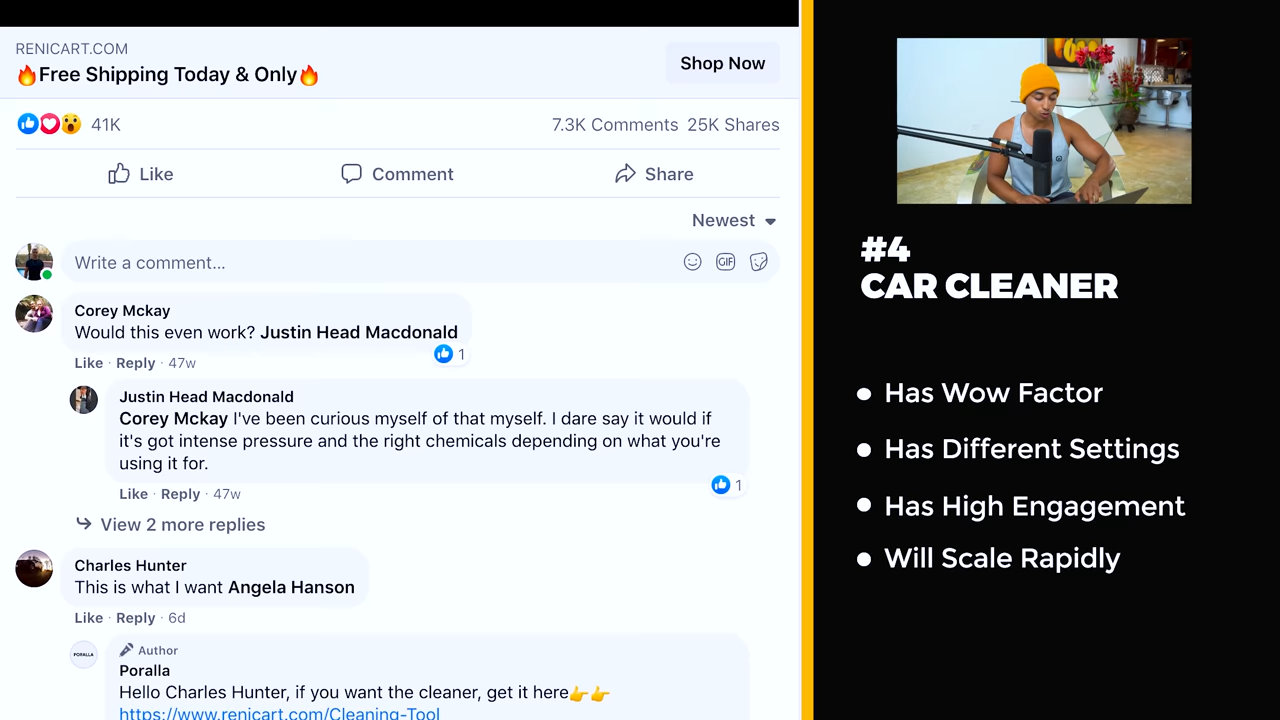 RENICART.COM
🔥Free Shipping Today & Only🔥
Shop Now
41K
7.3K Comments 25K Shares
Like
Comment
Share
Newest
Write a comment...
GIF
Corey Mckay
Would this even work? Justin Head Macdonald
1
Like · Reply · 47w
Justin Head Macdonald
Corey Mckay I've been curious myself of that myself. I dare say it would if
it's got intense pressure and the right chemicals depending on what you're
using it for.
1
Like · Reply · 47w
View 2 more replies
Charles Hunter
This is what I want Angela Hanson
Like · Reply · 6d
PORALLA
Author
Poralla
Hello Charles Hunter, if you want the cleaner, get it here👉👉
https://www.renicart.com/Cleaning-Tool
#4
CAR CLEANER
Has Wow Factor
Has Different Settings
Has High Engagement
Will Scale Rapidly